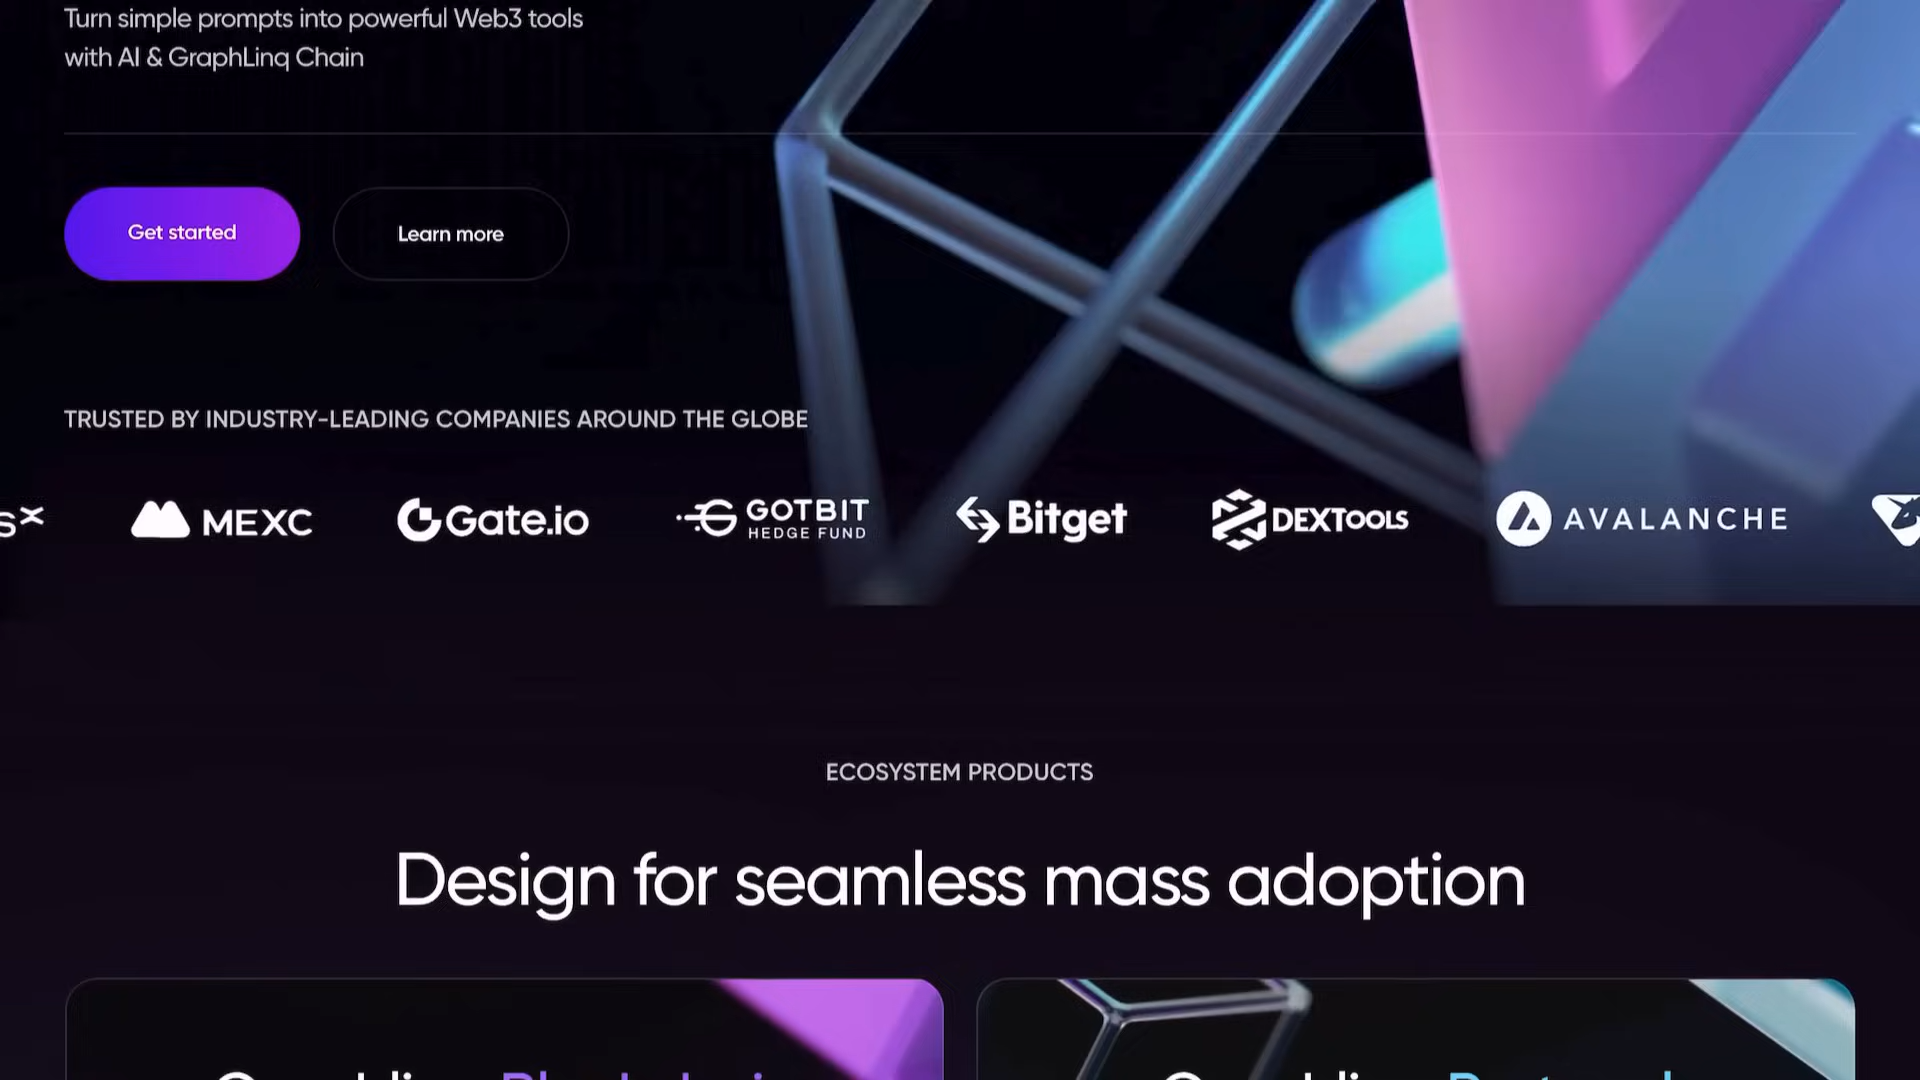 Turn simple prompts into powerful Web3 tools
with AI & GraphLinq Chain
Get started
Learn more
TRUSTED BY INDUSTRY-LEADING COMPANIES AROUND THE GLOBE
MEXC
Gate.io
GOTBIT
HEDGE FUND
Bitget
DEXTOOLS
AVALANCHE
ECOSYSTEM PRODUCTS
Design for seamless mass adoption